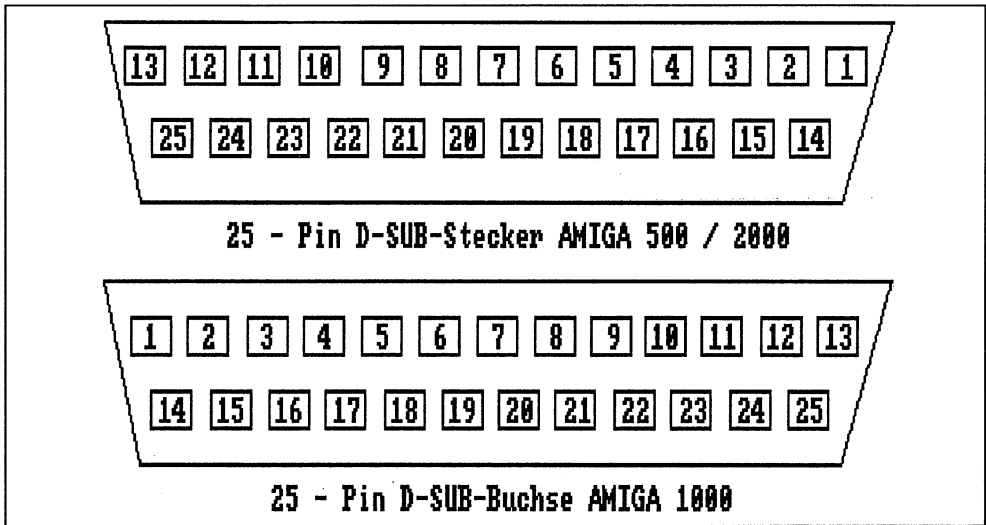 13 12 11 10 9 8 7 6 5 4 3 2 1
25 24 23 22 21 20 19 18 17 16 15 14
25 - Pin D-SUB-Stecker AMIGA 500 / 2000
1 2 3 4 5 6 7 8 9 10 11 12 13
14 15 16 17 18 19 20 21 22 23 24 25
25 - Pin D-SUB-Buchse AMIGA 1000